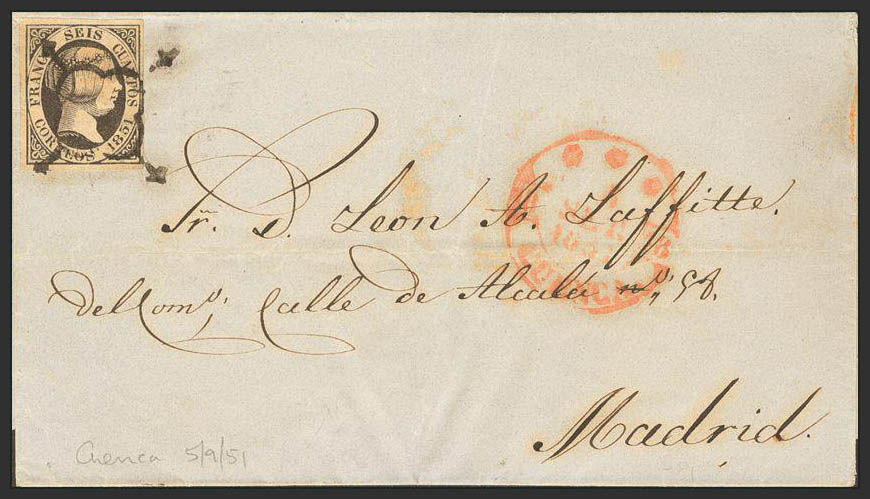 FRANCO SEIS CUARTOS
CORREOS 1851
Sr. D. Leon A. Laffitte.
del Comº, Calle de Alcalá nº,, 58.
CUENCA
Madrid.
Cuenca 5/9/51